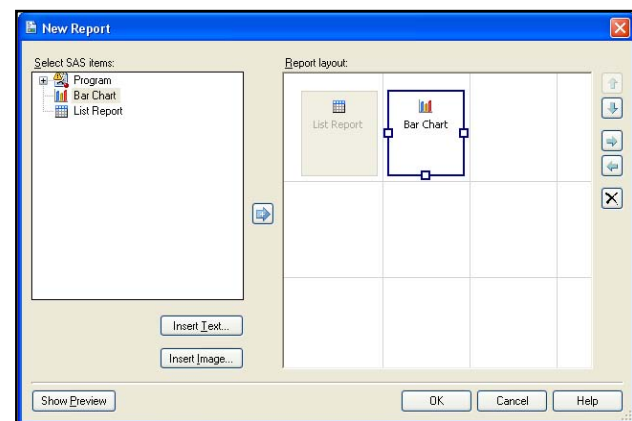 New Report
Select SAS items:
Program
Bar Chart
List Report
Report layout:
List Report
Bar Chart
Insert Text...
Insert Image...
Show Preview
OK
Cancel
Help